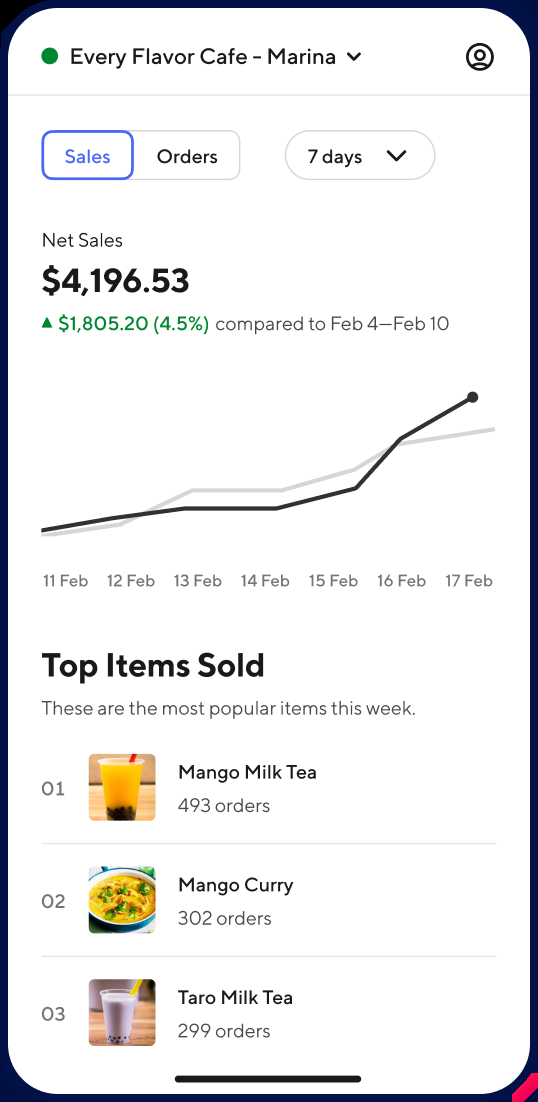 Every Flavor Cafe - Marina
Sales Orders 7 days
Net Sales
$4,196.53
▲ $1,805.20 (4.5%) compared to Feb 4—Feb 10
11 Feb 12 Feb 13 Feb 14 Feb 15 Feb 16 Feb 17 Feb
Top Items Sold
These are the most popular items this week.
01
Mango Milk Tea
493 orders
02
Mango Curry
302 orders
03
Taro Milk Tea
299 orders